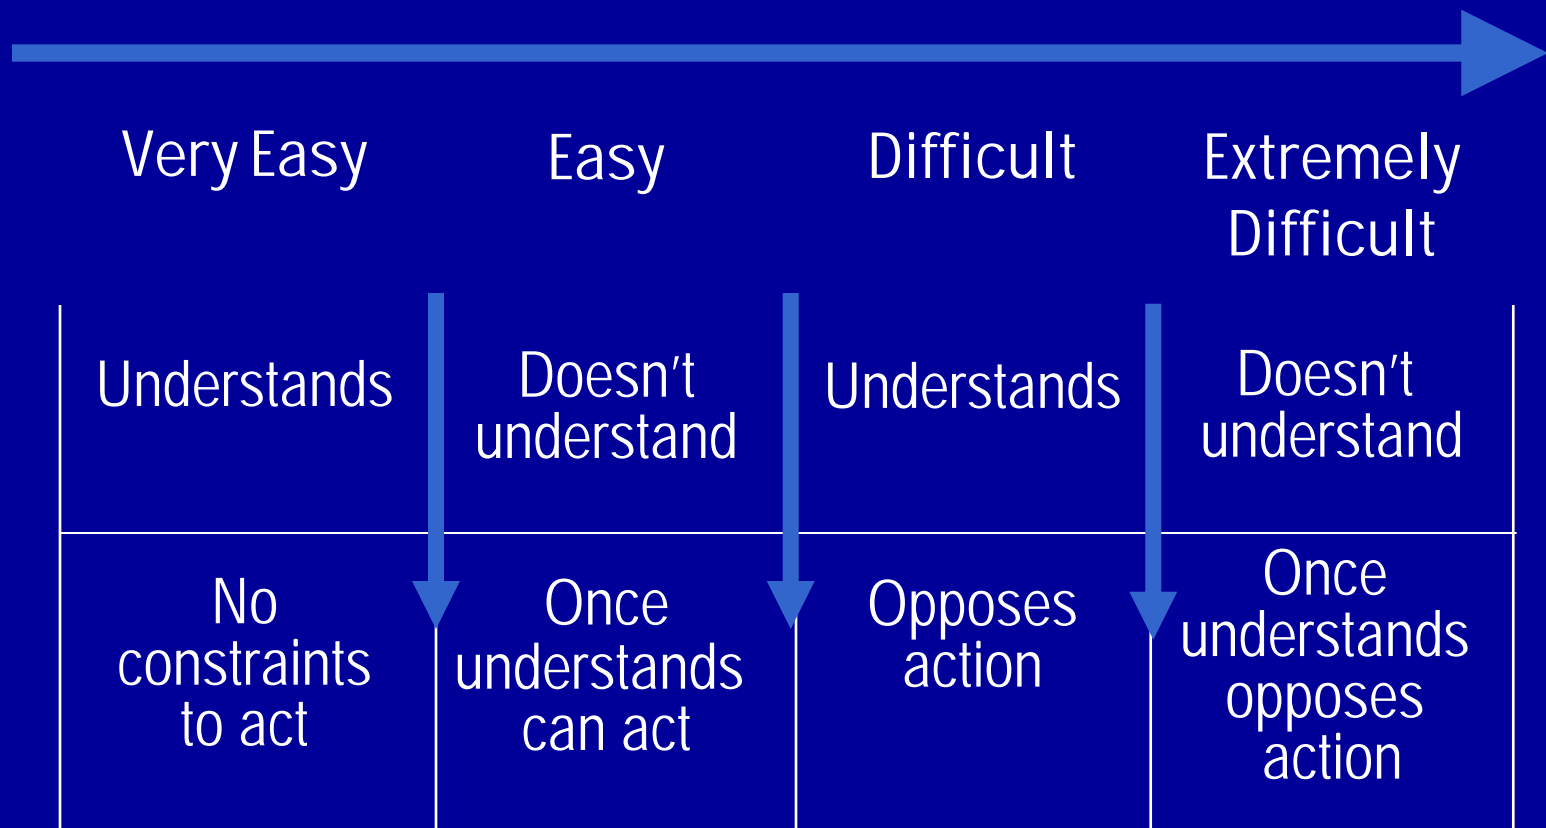 Very Easy
Easy
Difficult
Extremely
Difficult
Understands
Doesn't
understand
Understands
Doesn't
understand
No
constraints
to act
Once
understands
can act
Opposes
action
Once
understands
opposes
action